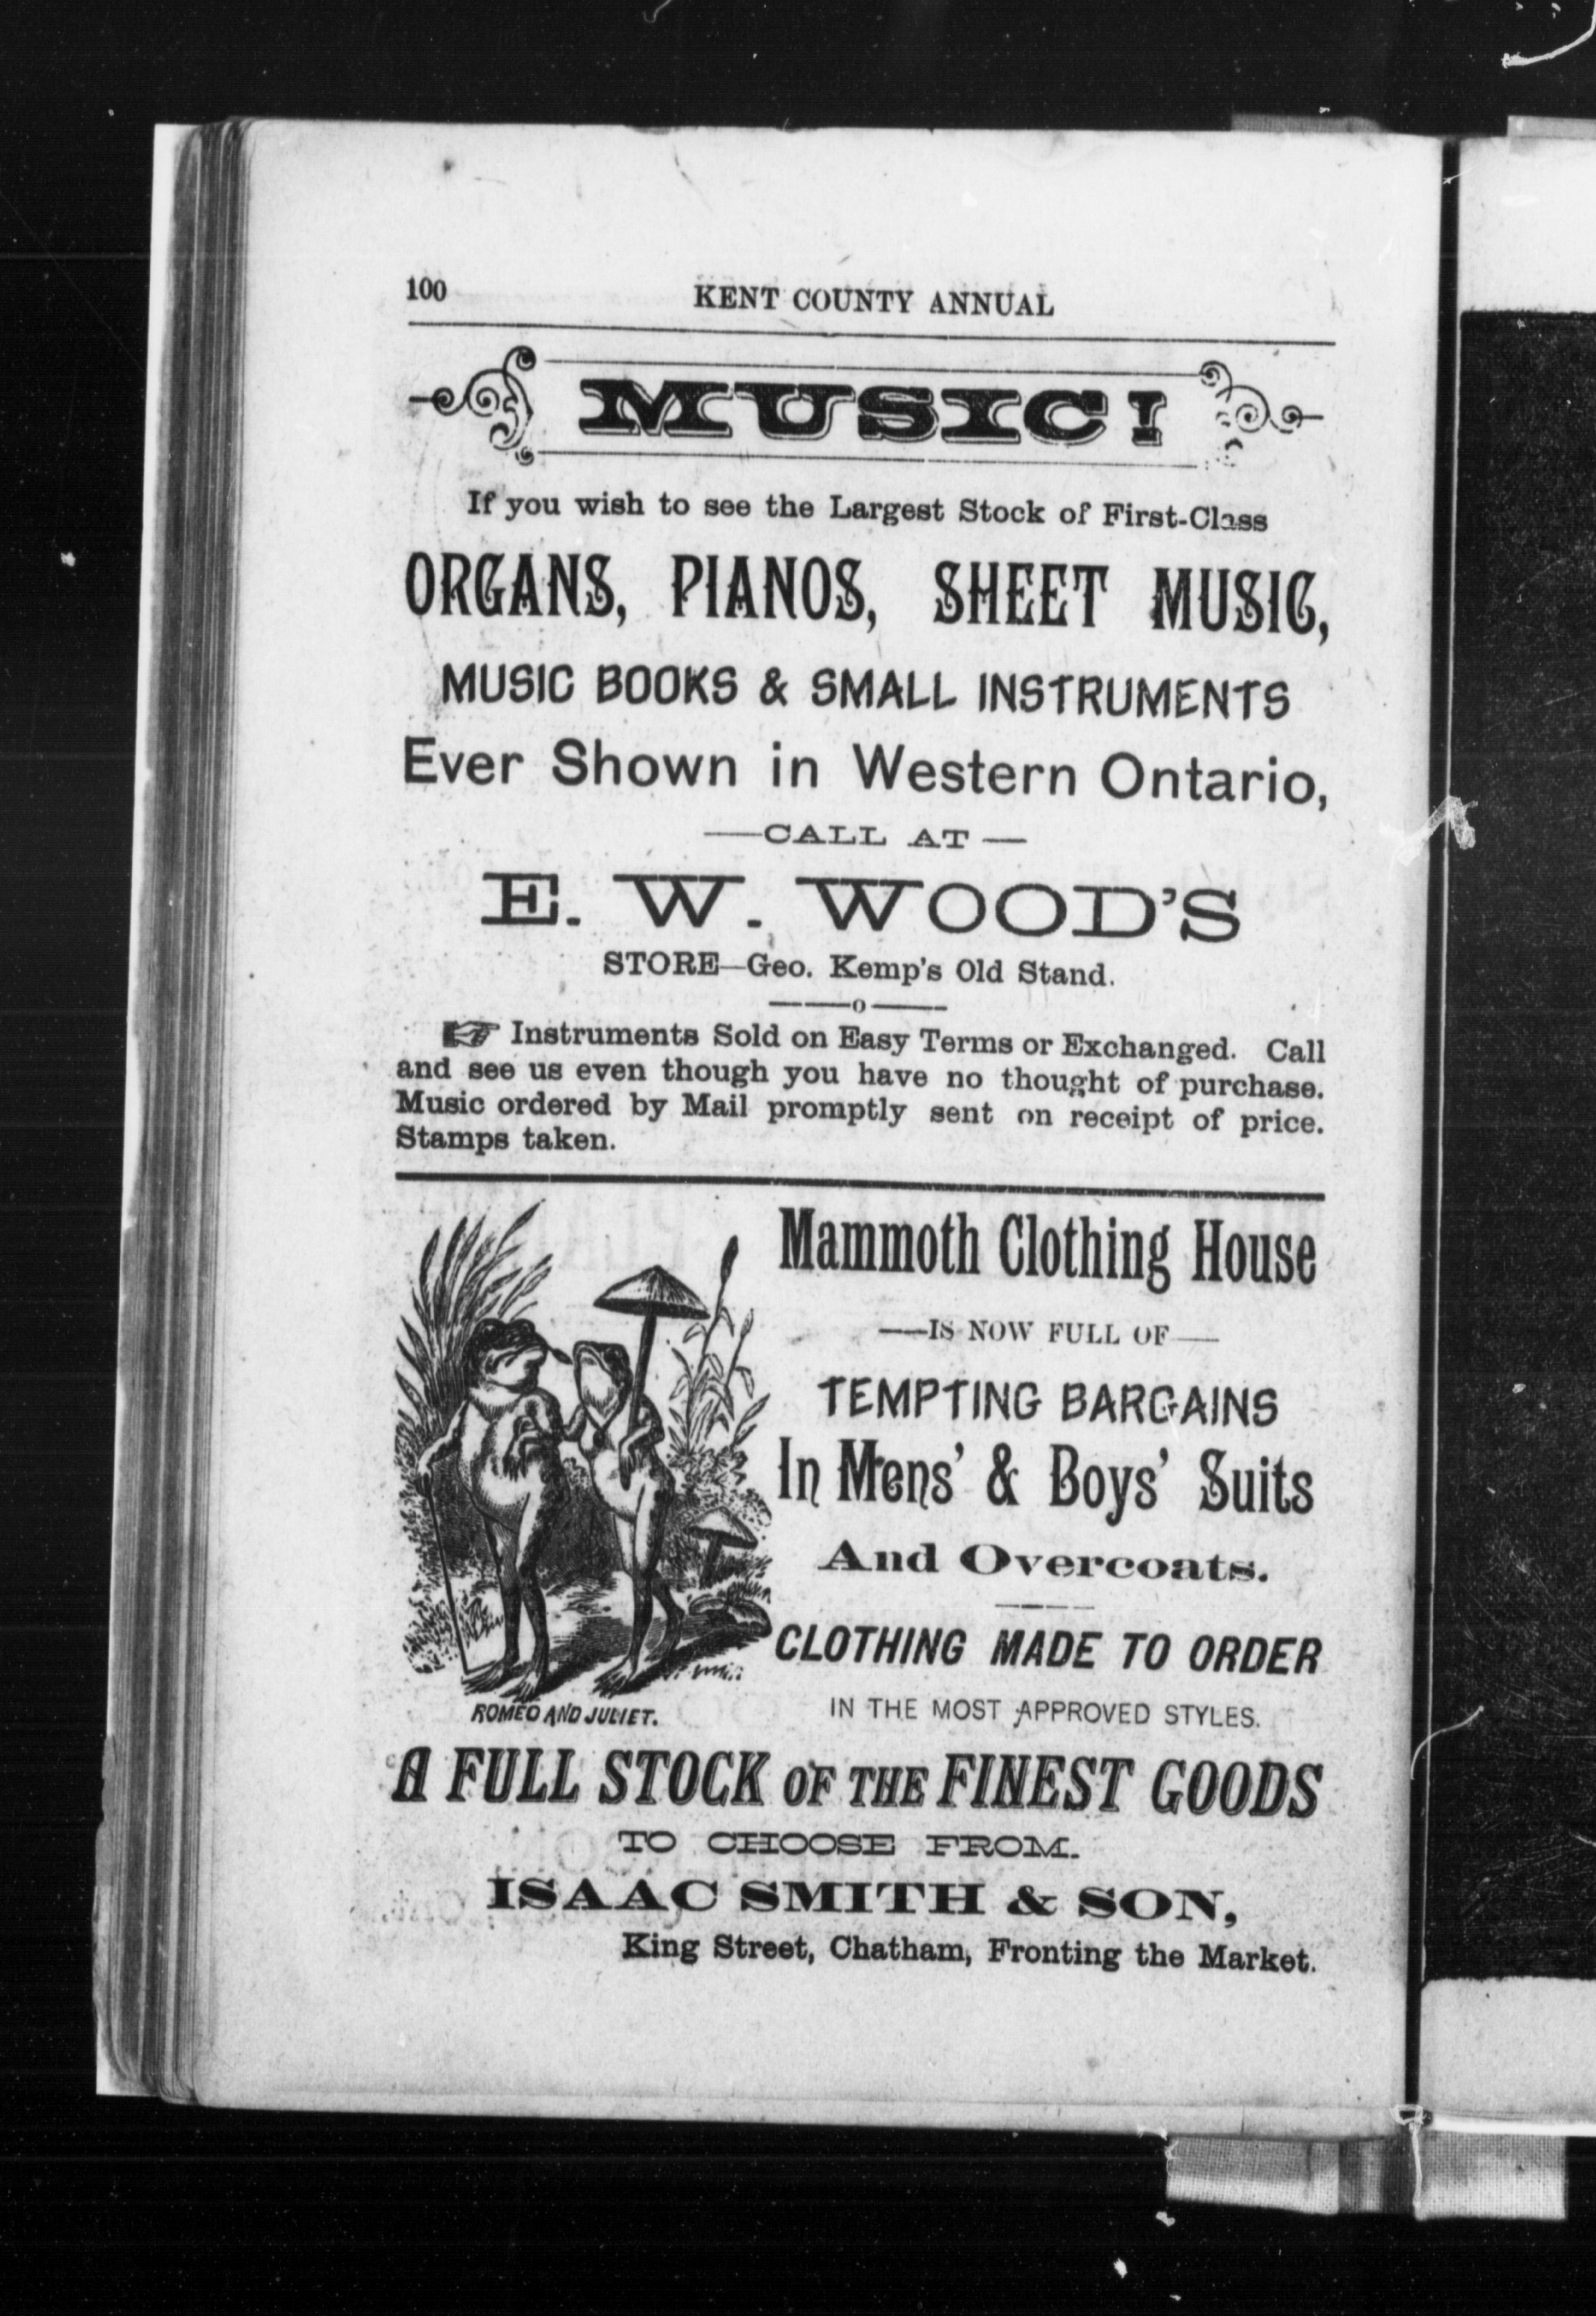 100
KENT COUNTY ANNUAL
MUSIC!
If you wish to see the Largest Stock of First-Class
ORGANS, PIANOS, SHEET MUSIC,
MUSIC BOOKS & SMALL INSTRUMENTS
Ever Shown in Western Ontario,
—CALL AT—
E. W. WOOD'S
STORE—Geo. Kemp's Old Stand.
———o———
☞ Instruments Sold on Easy Terms or Exchanged. Call
and see us even though you have no thought of purchase.
Music ordered by Mail promptly sent on receipt of price.
Stamps taken.
Mammoth Clothing House
—IS NOW FULL OF—
TEMPTING BARGAINS
In Mens' & Boys' Suits
And Overcoats.
CLOTHING MADE TO ORDER
IN THE MOST APPROVED STYLES.
ROMEO AND JULIET.
A FULL STOCK OF THE FINEST GOODS
TO CHOOSE FROM.
ISAAC SMITH & SON,
King Street, Chatham, Fronting the Market.